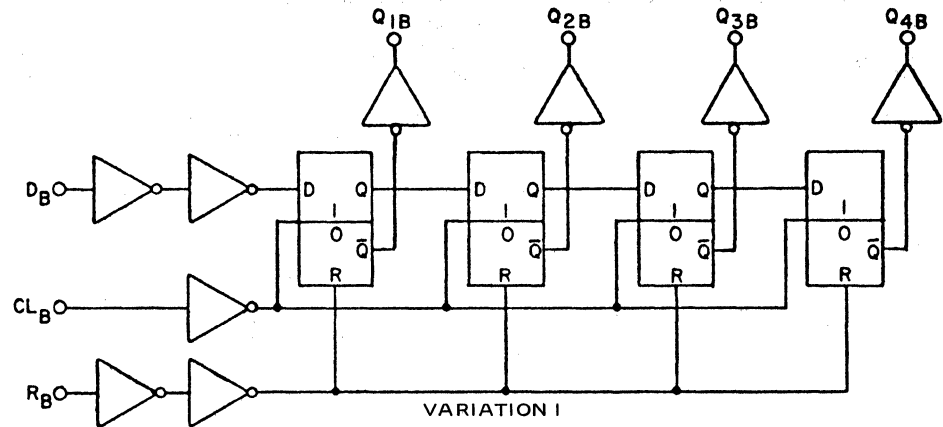 Q1B Q2B Q3B Q4B
DB D Q D Q D Q D
1 1 1 1
0 0 0 0
Q̅ Q̅ Q̅ Q̅
R R R R
CLB
RB
VARIATION 1